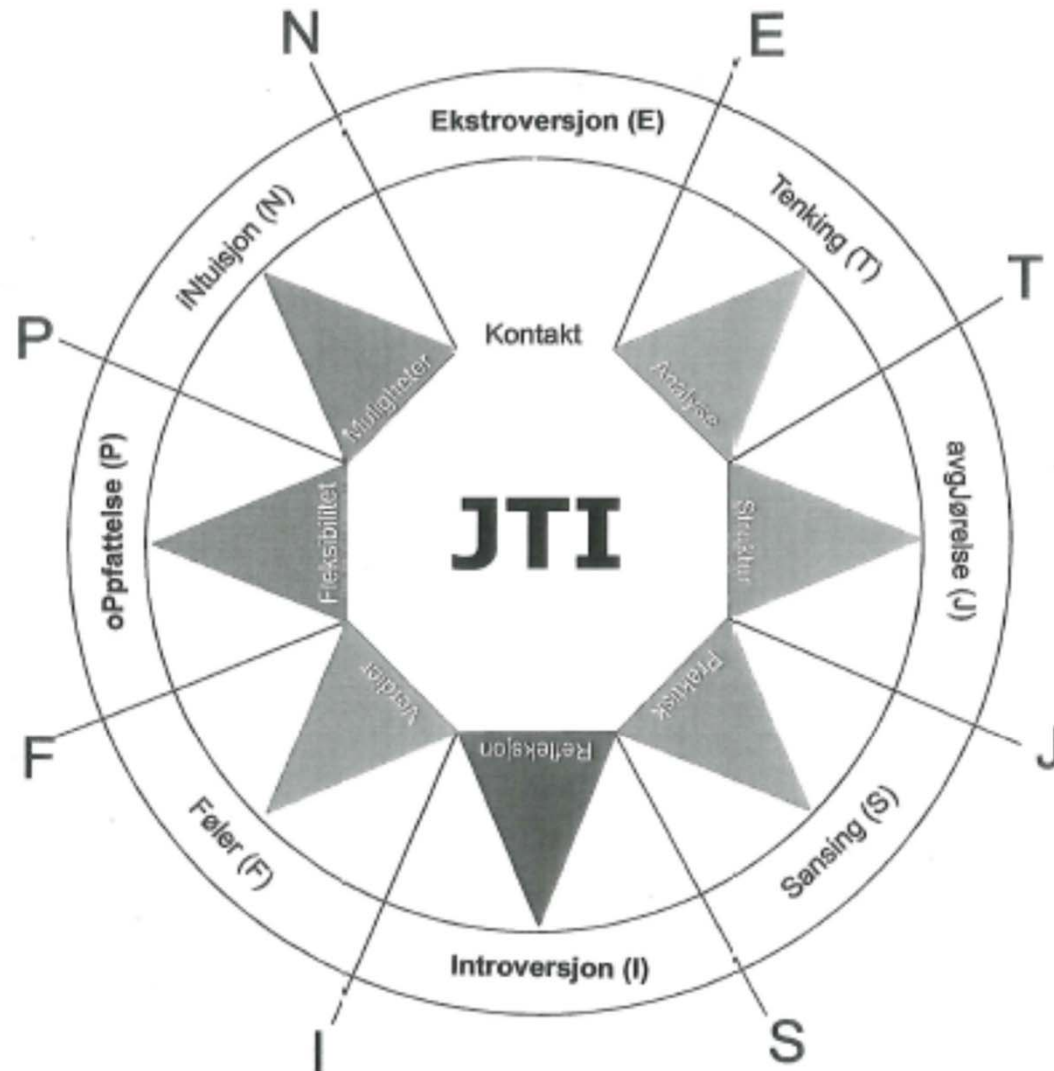 N
E
Ekstroversjon (E)
iNtuisjon (N)
Tenking (T)
T
P
Kontakt
Muligheter
Analyse
oPpfattelse (P)
Fleksibilitet
JTI
Struktur
avgJørelse (J)
Verdier
Praktisk
Refleksjon
F
J
Føler (F)
Sansing (S)
Introversjon (I)
I
S